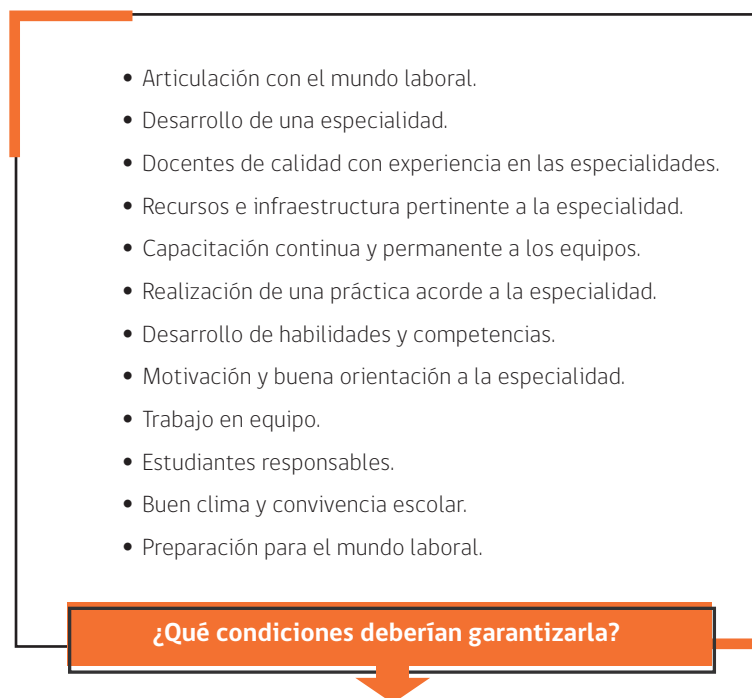 • Articulación con el mundo laboral.
• Desarrollo de una especialidad.
• Docentes de calidad con experiencia en las especialidades.
• Recursos e infraestructura pertinente a la especialidad.
• Capacitación continua y permanente a los equipos.
• Realización de una práctica acorde a la especialidad.
• Desarrollo de habilidades y competencias.
• Motivación y buena orientación a la especialidad.
• Trabajo en equipo.
• Estudiantes responsables.
• Buen clima y convivencia escolar.
• Preparación para el mundo laboral.
¿Qué condiciones deberían garantizarla?